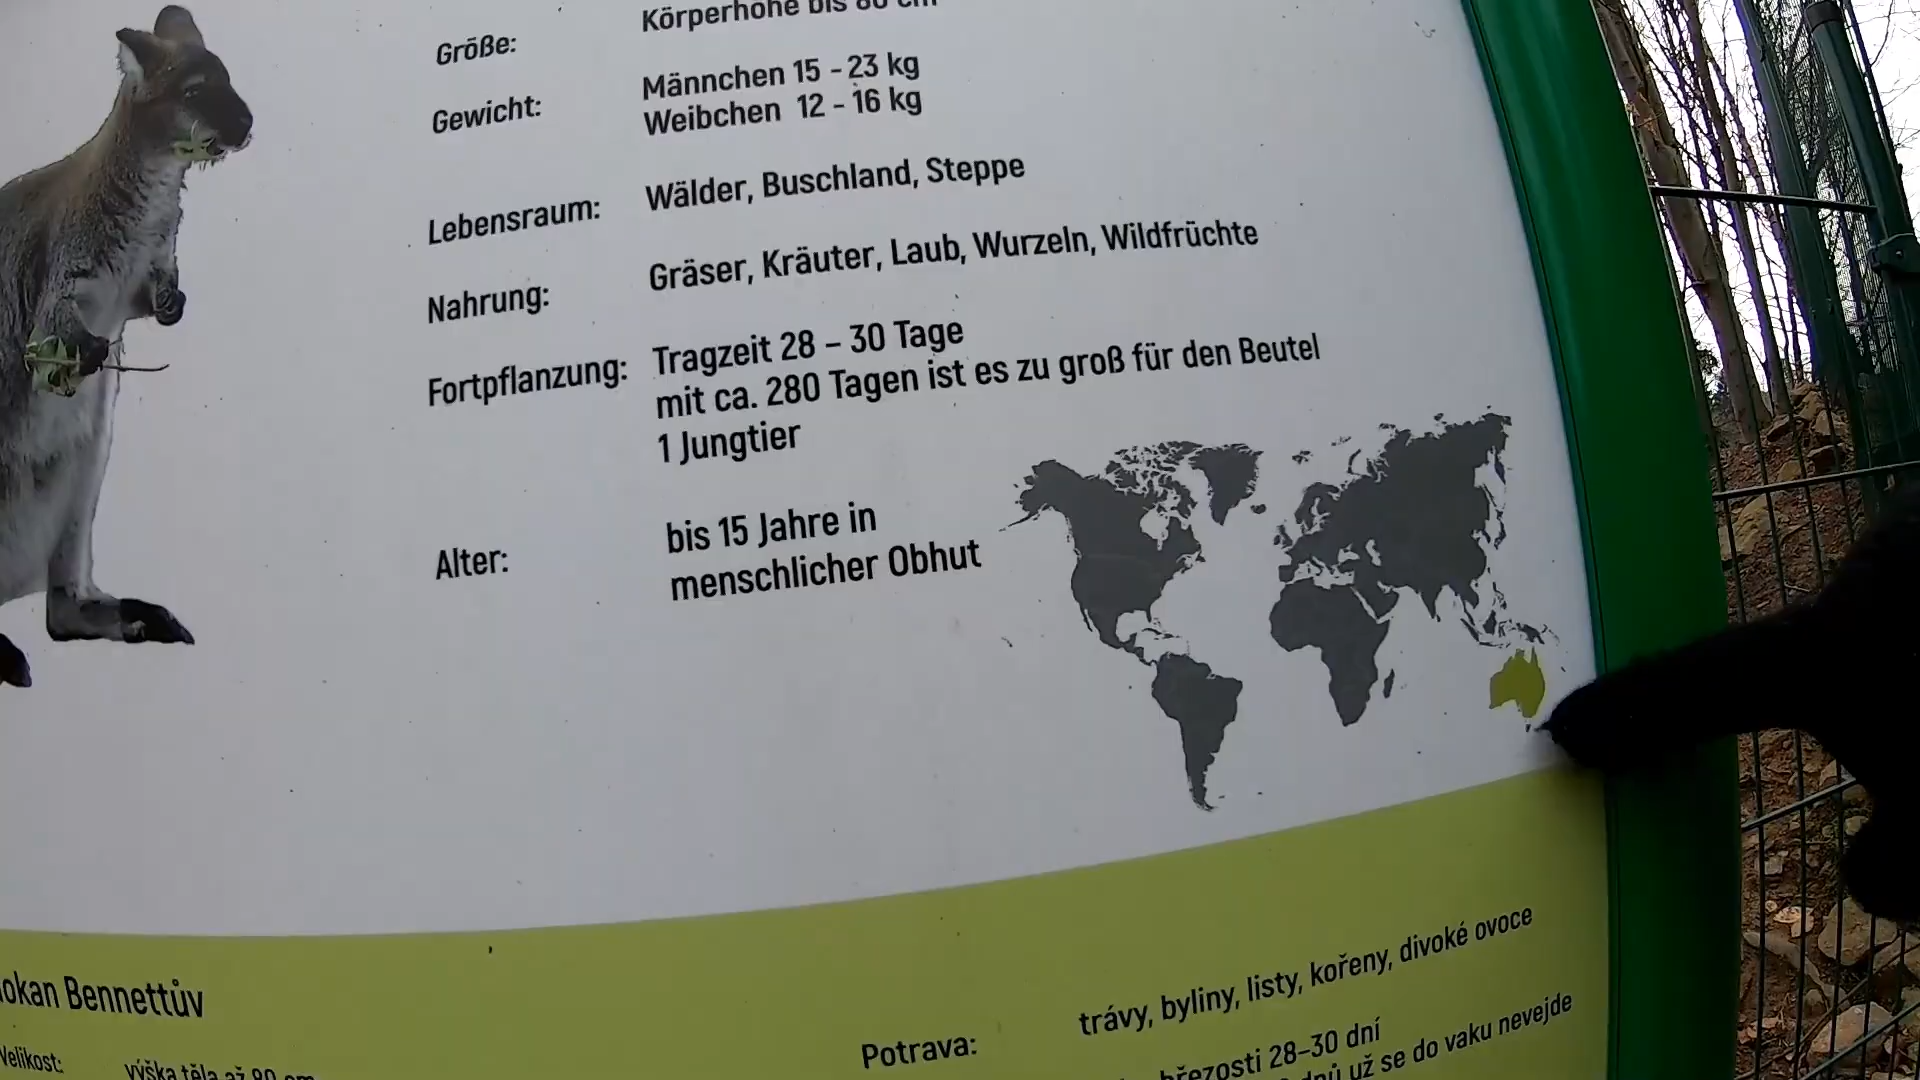 Größe:
Körperhöhe bis 80 cm
Gewicht:
Männchen 15 - 23 kg
Weibchen 12 - 16 kg
Lebensraum:
Wälder, Buschland, Steppe
Nahrung:
Gräser, Kräuter, Laub, Wurzeln, Wildfrüchte
Fortpflanzung:
Tragzeit 28 – 30 Tage
mit ca. 280 Tagen ist es zu groß für den Beutel
1 Jungtier
Alter:
bis 15 Jahre in
menschlicher Obhut
Bennettův
Velikost:
výška těla až 80 cm
Potrava:
trávy, byliny, listy, kořeny, divoké ovoce
březosti 28–30 dní
už se do vaku nevejde